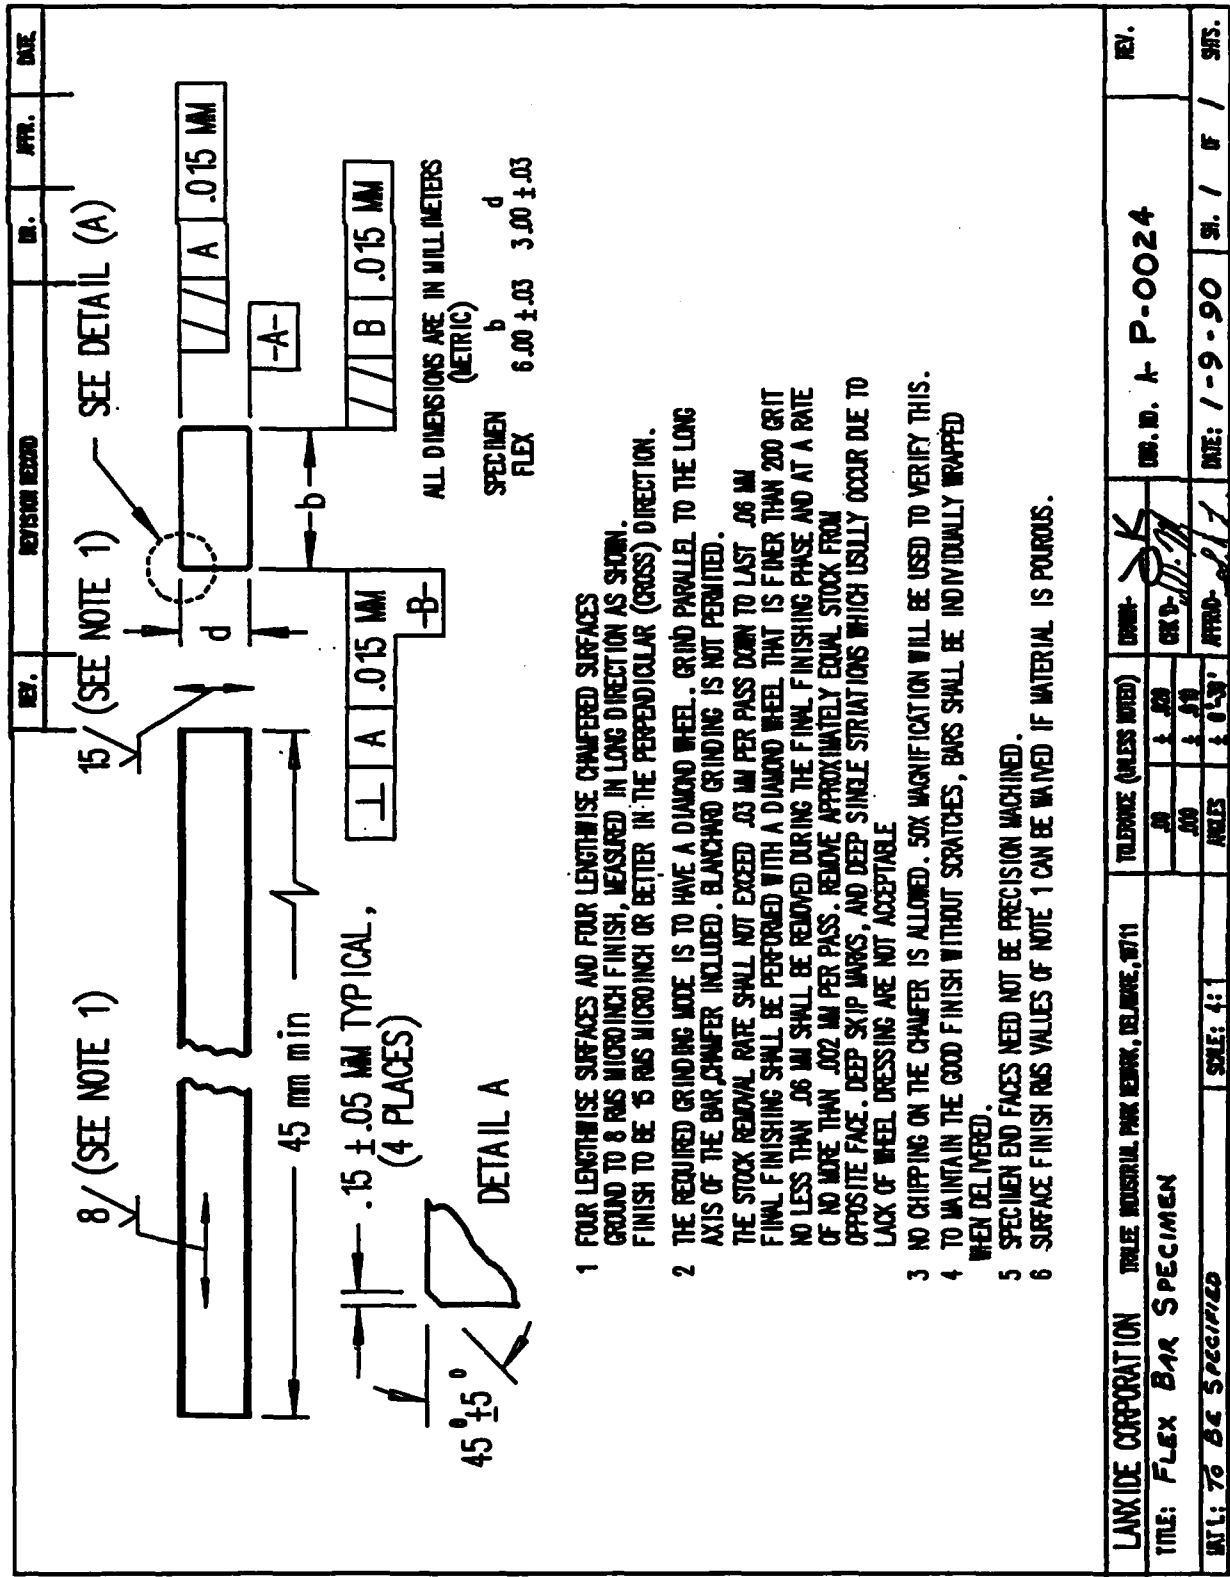 REV.
REVISION RECORD
DR.
APPR.
DATE
8/ (SEE NOTE 1)
15/ (SEE NOTE 1)
SEE DETAIL (A)
// A .015 MM
-A-
d
b
45 mm min
⊥ A .015 MM
-B-
// B .015 MM
.15 ±.05 MM TYPICAL,
(4 PLACES)
45° ±5°
DETAIL A
ALL DIMENSIONS ARE IN MILLIMETERS
(METRIC)
SPECIMEN b d
FLEX 6.00 ±.03 3.00 ±.03
1 FOUR LENGTHWISE SURFACES AND FOUR LENGTHWISE CHAMFERED SURFACES
GROUND TO 8 RMS MICROINCH FINISH, MEASURED IN LONG DIRECTION AS SHOWN.
FINISH TO BE 15 RMS MICROINCH OR BETTER IN THE PERPENDICULAR (CROSS) DIRECTION.
2 THE REQUIRED GRINDING MODE IS TO HAVE A DIAMOND WHEEL. GRIND PARALLEL TO THE LONG
AXIS OF THE BAR,CHAMFER INCLUDED. BLANCHARD GRINDING IS NOT PERMITED.
THE STOCK REMOVAL RATE SHALL NOT EXCEED .03 MM PER PASS DOWN TO LAST .06 MM
FINAL FINISHING SHALL BE PERFORMED WITH A DIAMOND WHEEL THAT IS FINER THAN 200 GRIT
NO LESS THAN .06 MM SHALL BE REMOVED DURING THE FINAL FINISHING PHASE AND AT A RATE
OF NO MORE THAN .002 MM PER PASS. REMOVE APPROXIMATELY EQUAL STOCK FROM
OPPOSITE FACE. DEEP SKIP MARKS, AND DEEP SINGLE STRIATIONS WHICH USULLY OCCUR DUE TO
LACK OF WHEEL DRESSING ARE NOT ACCEPTABLE
3 NO CHIPPING ON THE CHAMFER IS ALLOWED. 50X MAGNIFICATION WILL BE USED TO VERIFY THIS.
4 TO MAINTAIN THE GOOD FINISH WITHOUT SCRATCHES, BARS SHALL BE INDIVIDUALLY WRAPPED
WHEN DELIVERED.
5 SPECIMEN END FACES NEED NOT BE PRECISION MACHINED.
6 SURFACE FINISH RMS VALUES OF NOTE 1 CAN BE WAIVED IF MATERIAL IS POUROUS.
LANXIDE CORPORATION TRALEE INDUSTRIAL PARK NEWARK, DELAWARE, 19711
TITLE: FLEX BAR SPECIMEN
MAT'L: TO BE SPECIFIED
SCALE: 4:1
TOLERANCE (UNLESS NOTED)
.00 ± .020
.000 ± .010
ANGLES ± 0°-30'
DRAWN-
CK'D-
APPRD-
DWG. NO. A- P-0024
REV.
DATE: 1-9-90
SH. 1 OF 1 SHTS.